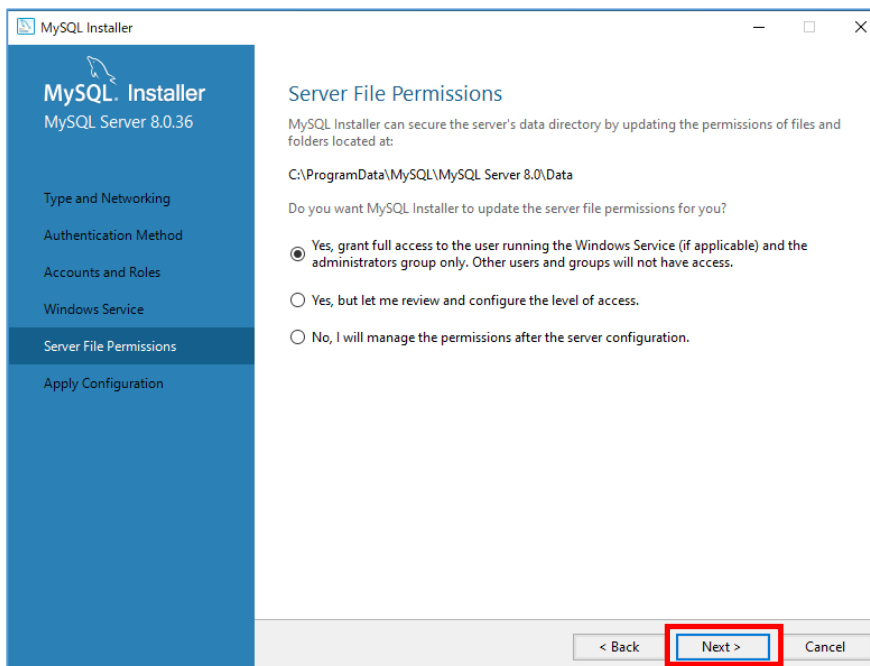 MySQL Installer
MySQL. Installer
MySQL Server 8.0.36
Type and Networking
Authentication Method
Accounts and Roles
Windows Service
Server File Permissions
Apply Configuration
Server File Permissions
MySQL Installer can secure the server's data directory by updating the permissions of files and
folders located at:
C:\ProgramData\MySQL\MySQL Server 8.0\Data
Do you want MySQL Installer to update the server file permissions for you?
Yes, grant full access to the user running the Windows Service (if applicable) and the
administrators group only. Other users and groups will not have access.
Yes, but let me review and configure the level of access.
No, I will manage the permissions after the server configuration.
< Back
Next >
Cancel